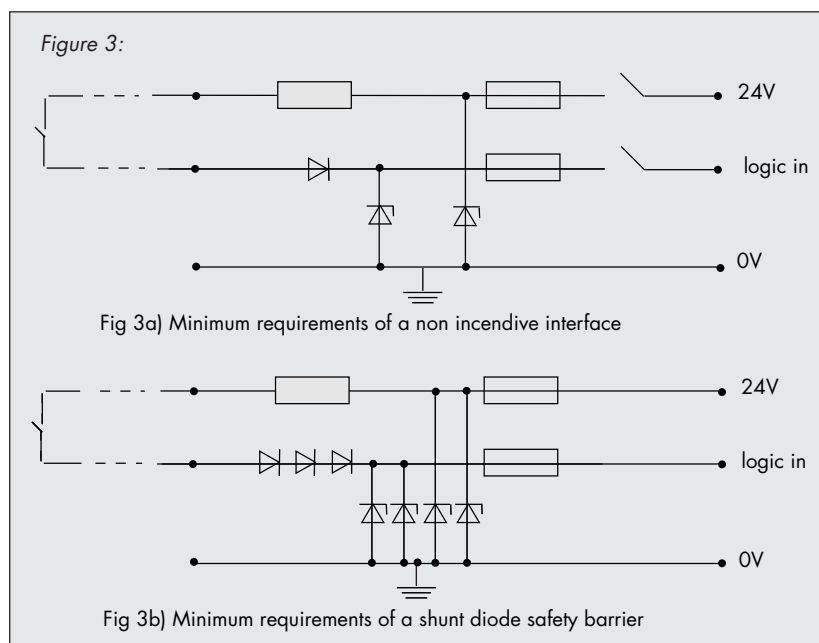 Figure 3:
24V
logic in
0V
Fig 3a) Minimum requirements of a non incendive interface
24V
logic in
0V
Fig 3b) Minimum requirements of a shunt diode safety barrier